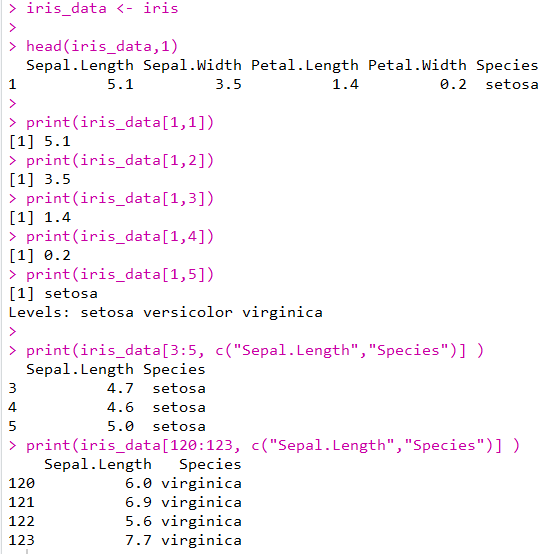 > iris_data <- iris
>
> head(iris_data,1)
  Sepal.Length Sepal.Width Petal.Length Petal.Width Species
1          5.1         3.5          1.4         0.2  setosa
>
> print(iris_data[1,1])
[1] 5.1
> print(iris_data[1,2])
[1] 3.5
> print(iris_data[1,3])
[1] 1.4
> print(iris_data[1,4])
[1] 0.2
> print(iris_data[1,5])
[1] setosa
Levels: setosa versicolor virginica
>
> print(iris_data[3:5, c("Sepal.Length","Species")] )
  Sepal.Length Species
3          4.7  setosa
4          4.6  setosa
5          5.0  setosa
> print(iris_data[120:123, c("Sepal.Length","Species")] )
    Sepal.Length   Species
120          6.0 virginica
121          6.9 virginica
122          5.6 virginica
123          7.7 virginica